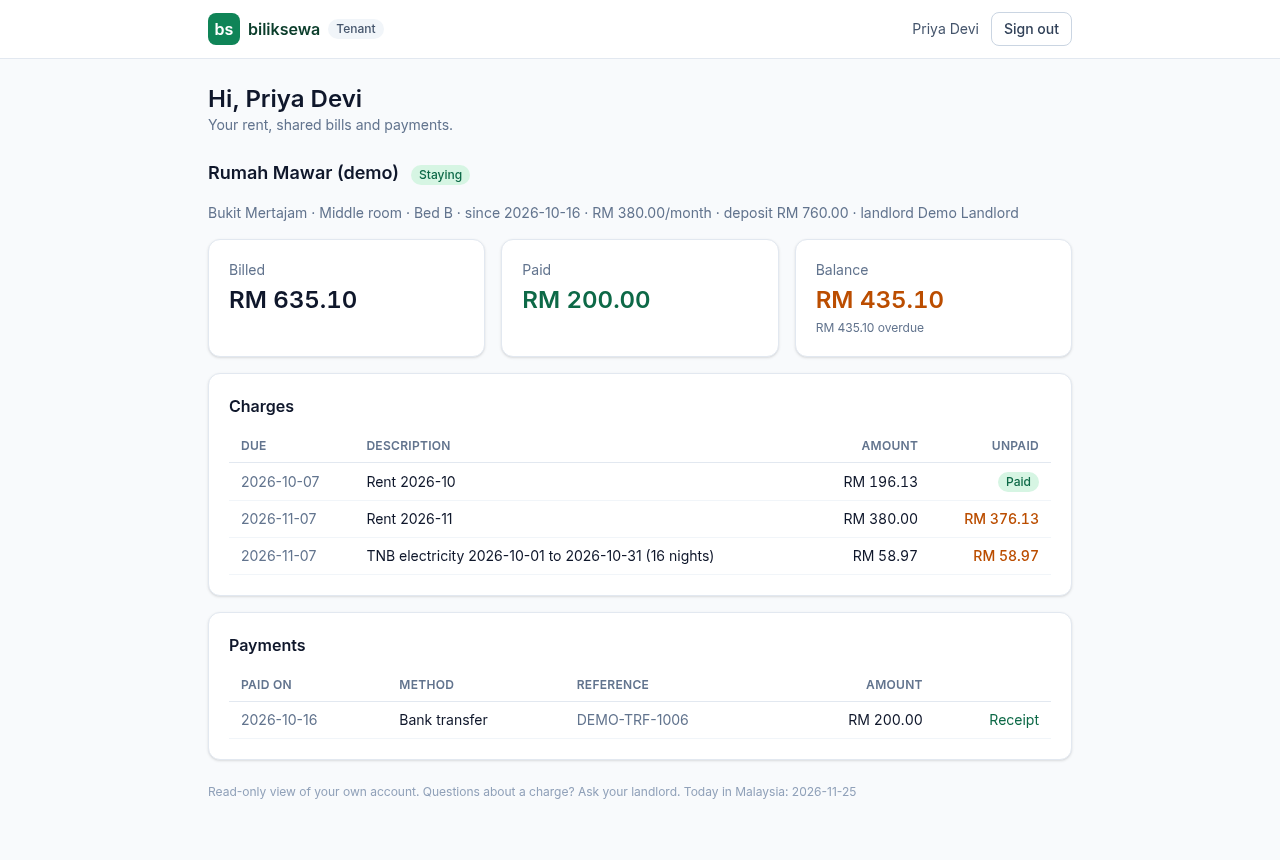 bs biliksewa Tenant Priya Devi Sign out
Hi, Priya Devi
Your rent, shared bills and payments.
Rumah Mawar (demo) Staying
Bukit Mertajam · Middle room · Bed B · since 2026-10-16 · RM 380.00/month · deposit RM 760.00 · landlord Demo Landlord
Billed Paid Balance
RM 635.10 RM 200.00 RM 435.10
RM 435.10 overdue
Charges
DUE DESCRIPTION AMOUNT UNPAID
2026-10-07 Rent 2026-10 RM 196.13 Paid
2026-11-07 Rent 2026-11 RM 380.00 RM 376.13
2026-11-07 TNB electricity 2026-10-01 to 2026-10-31 (16 nights) RM 58.97 RM 58.97
Payments
PAID ON METHOD REFERENCE AMOUNT
2026-10-16 Bank transfer DEMO-TRF-1006 RM 200.00 Receipt
Read-only view of your own account. Questions about a charge? Ask your landlord. Today in Malaysia: 2026-11-25